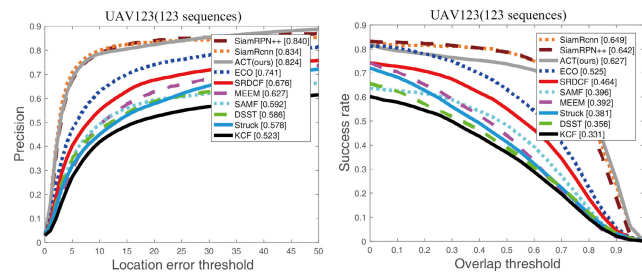 UAV123(123 sequences)
0.9
0.8
0.7
0.6
0.5
0.4
0.3
0.2
0.1
0
Precision
SiamRPN++ [0.840]
SiamRcnn [0.834]
ACT(ours) [0.824]
ECO [0.741]
SRDCF [0.676]
MEEM [0.627]
SAMF [0.592]
DSST [0.586]
Struck [0.578]
KCF [0.523]
0 5 10 15 20 25 30 35 40 45 50
Location error threshold
UAV123(123 sequences)
0.9
0.8
0.7
0.6
0.5
0.4
0.3
0.2
0.1
0
Success rate
SiamRcnn [0.649]
SiamRPN++ [0.642]
ACT(ours) [0.627]
ECO [0.525]
SRDCF [0.464]
SAMF [0.396]
MEEM [0.392]
Struck [0.381]
DSST [0.356]
KCF [0.331]
0 0.1 0.2 0.3 0.4 0.5 0.6 0.7 0.8 0.9
Overlap threshold